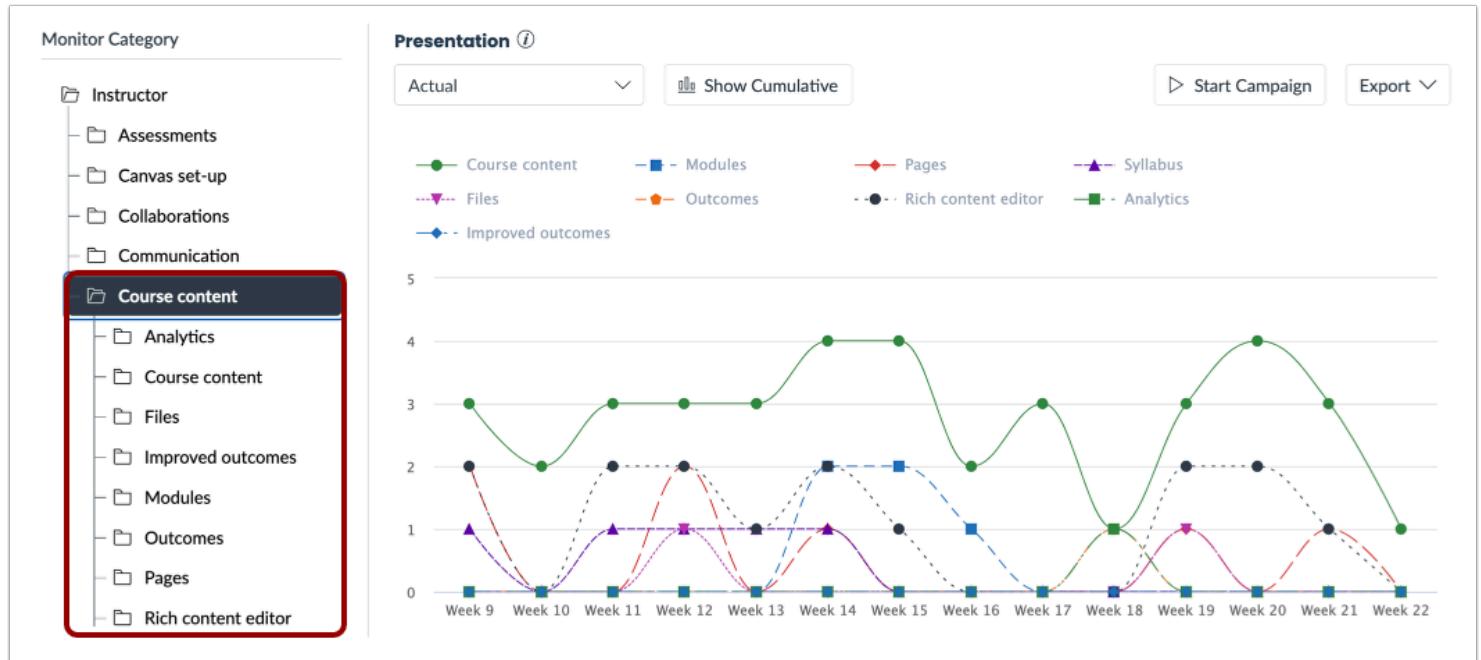 Monitor Category
Instructor
Assessments
Canvas set-up
Collaborations
Communication
Course content
Analytics
Course content
Files
Improved outcomes
Modules
Outcomes
Pages
Rich content editor
Presentation
Actual
Show Cumulative
Start Campaign
Export
Course content Modules Pages Syllabus
Files Outcomes Rich content editor Analytics
Improved outcomes
5
4
3
2
1
0
Week 9 Week 10 Week 11 Week 12 Week 13 Week 14 Week 15 Week 16 Week 17 Week 18 Week 19 Week 20 Week 21 Week 22